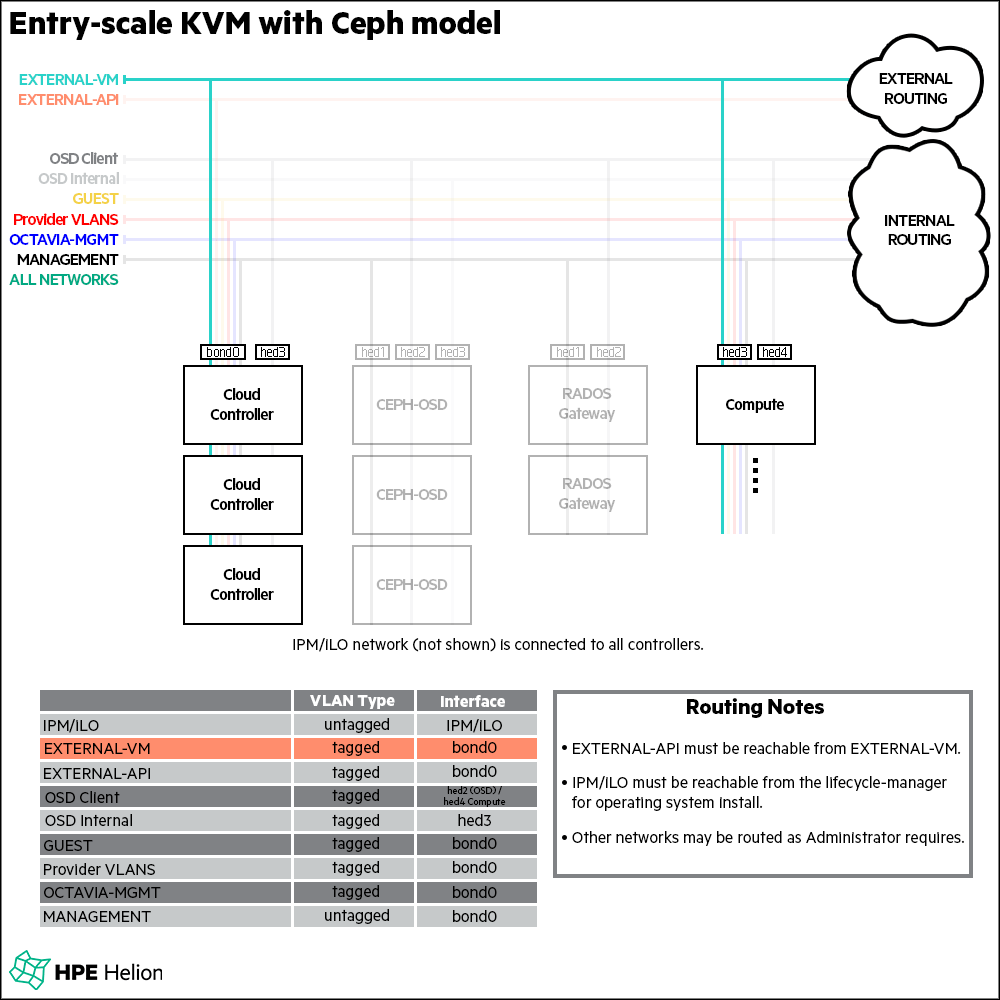 Entry-scale KVM with Ceph model
EXTERNAL-VM
EXTERNAL-API
EXTERNAL
ROUTING
OSD Client
OSD Internal
GUEST
Provider VLANS
OCTAVIA-MGMT
MANAGEMENT
ALL NETWORKS
INTERNAL
ROUTING
bond0 hed3 hed1 hed2 hed3 hed1 hed2 hed3 hed4
Cloud
Controller
CEPH-OSD
RADOS
Gateway
Compute
Cloud
Controller
CEPH-OSD
RADOS
Gateway
Cloud
Controller
CEPH-OSD
IPM/ILO network (not shown) is connected to all controllers.
VLAN Type Interface
IPM/ILO untagged IPM/ILO
EXTERNAL-VM tagged bond0
EXTERNAL-API tagged bond0
OSD Client tagged hed2 (OSD) /
hed4 Compute
OSD Internal tagged hed3
GUEST tagged bond0
Provider VLANS tagged bond0
OCTAVIA-MGMT tagged bond0
MANAGEMENT untagged bond0
Routing Notes
• EXTERNAL-API must be reachable from EXTERNAL-VM.
• IPM/ILO must be reachable from the lifecycle-manager
for operating system install.
• Other networks may be routed as Administrator requires.
HPE Helion